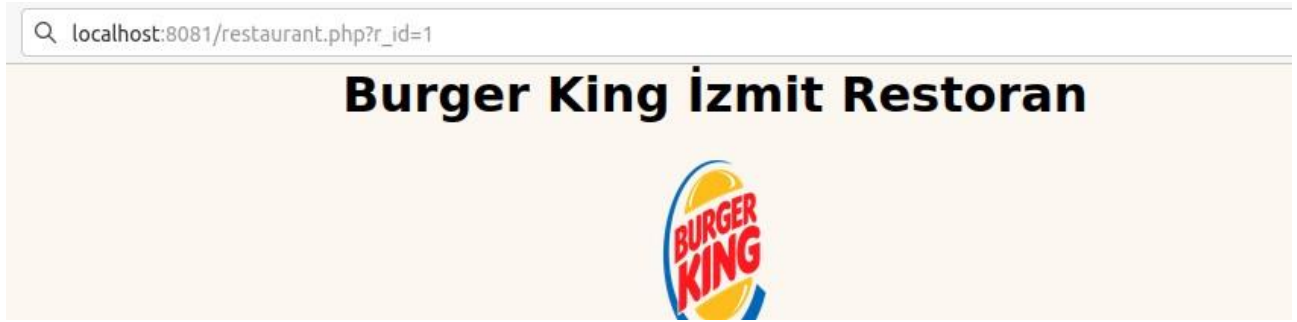 localhost:8081/restaurant.php?r_id=1
Burger King İzmit Restoran
BURGER
KING